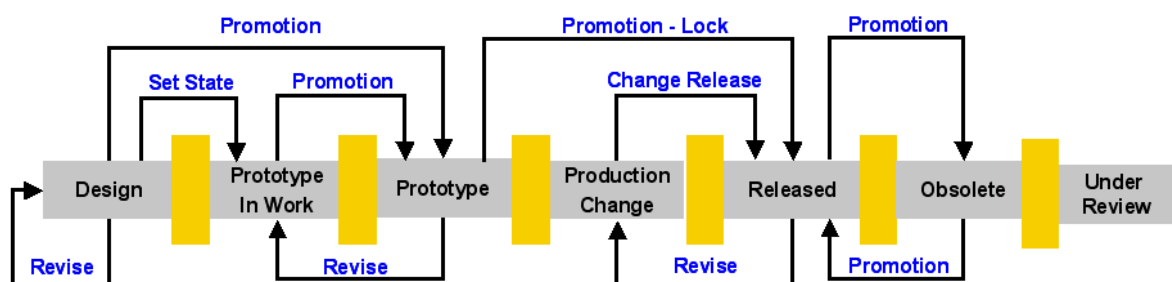 Promotion
Promotion - Lock
Promotion
Set State
Promotion
Change Release
Design
Prototype
In Work
Prototype
Production
Change
Released
Obsolete
Under
Review
Revise
Revise
Revise
Promotion